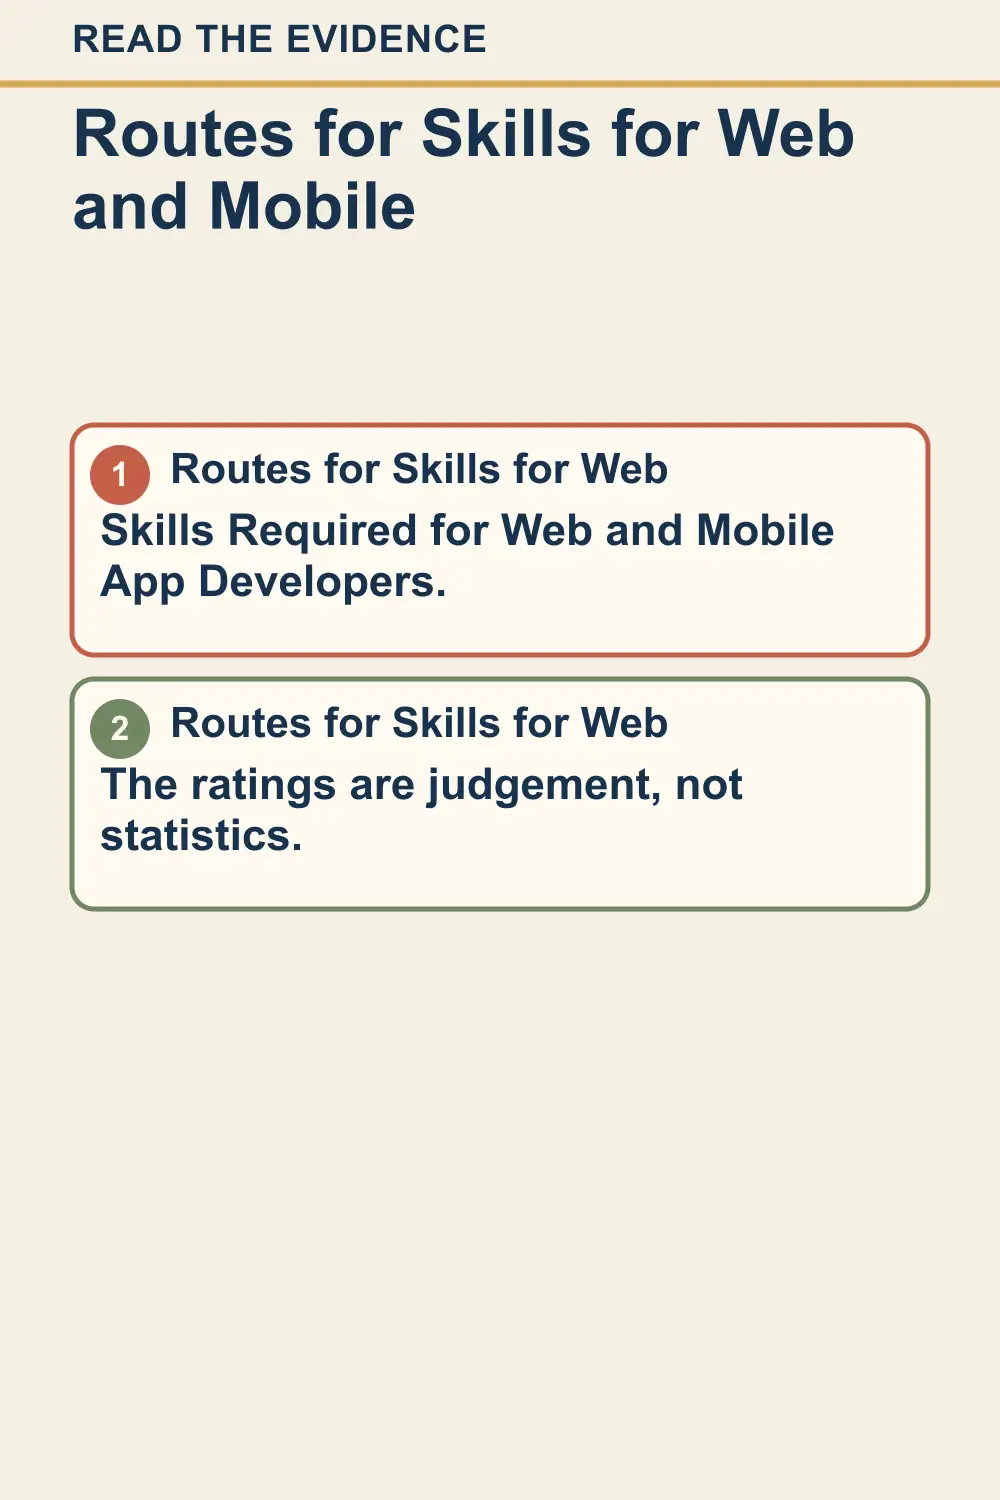 READ THE EVIDENCE
Routes for Skills for Web
and Mobile
1 Routes for Skills for Web
Skills Required for Web and Mobile
App Developers.
2 Routes for Skills for Web
The ratings are judgement, not
statistics.